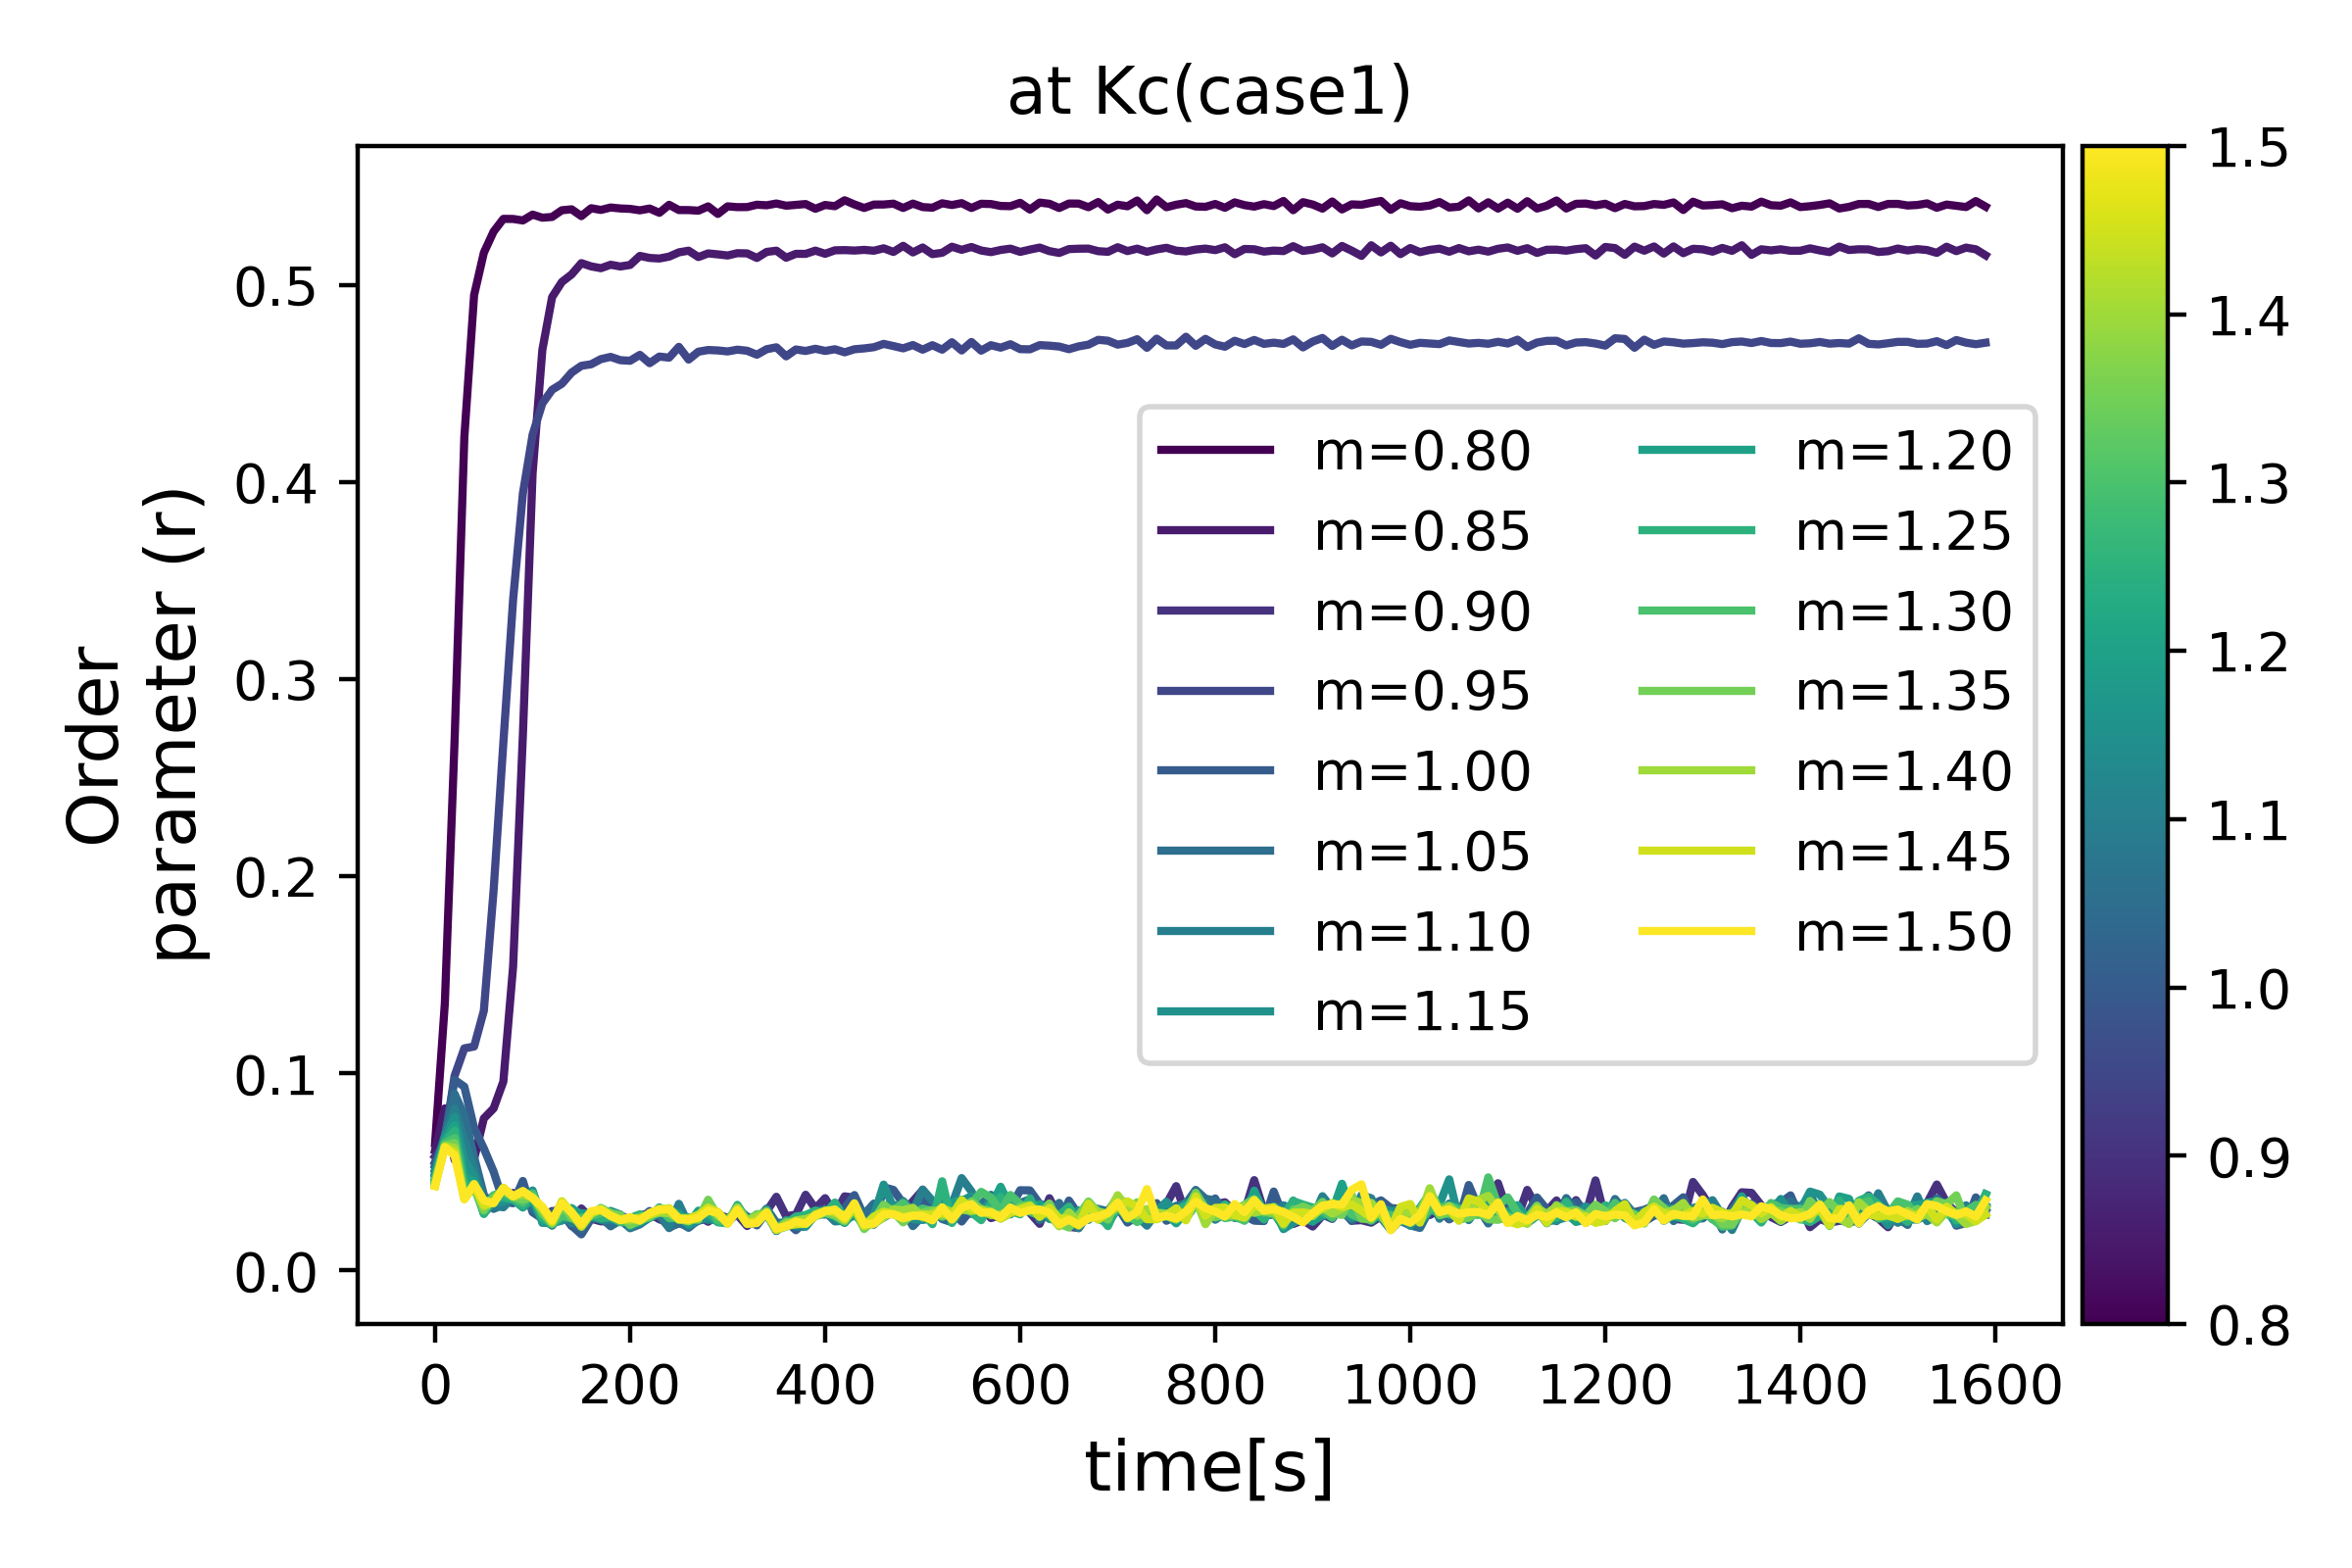 at Kc(case1)
Order
parameter (r)
0.5
0.4
0.3
0.2
0.1
0.0
m=0.80
m=0.85
m=0.90
m=0.95
m=1.00
m=1.05
m=1.10
m=1.15
m=1.20
m=1.25
m=1.30
m=1.35
m=1.40
m=1.45
m=1.50
1.5
1.4
1.3
1.2
1.1
1.0
0.9
0.8
0 200 400 600 800 1000 1200 1400 1600
time[s]